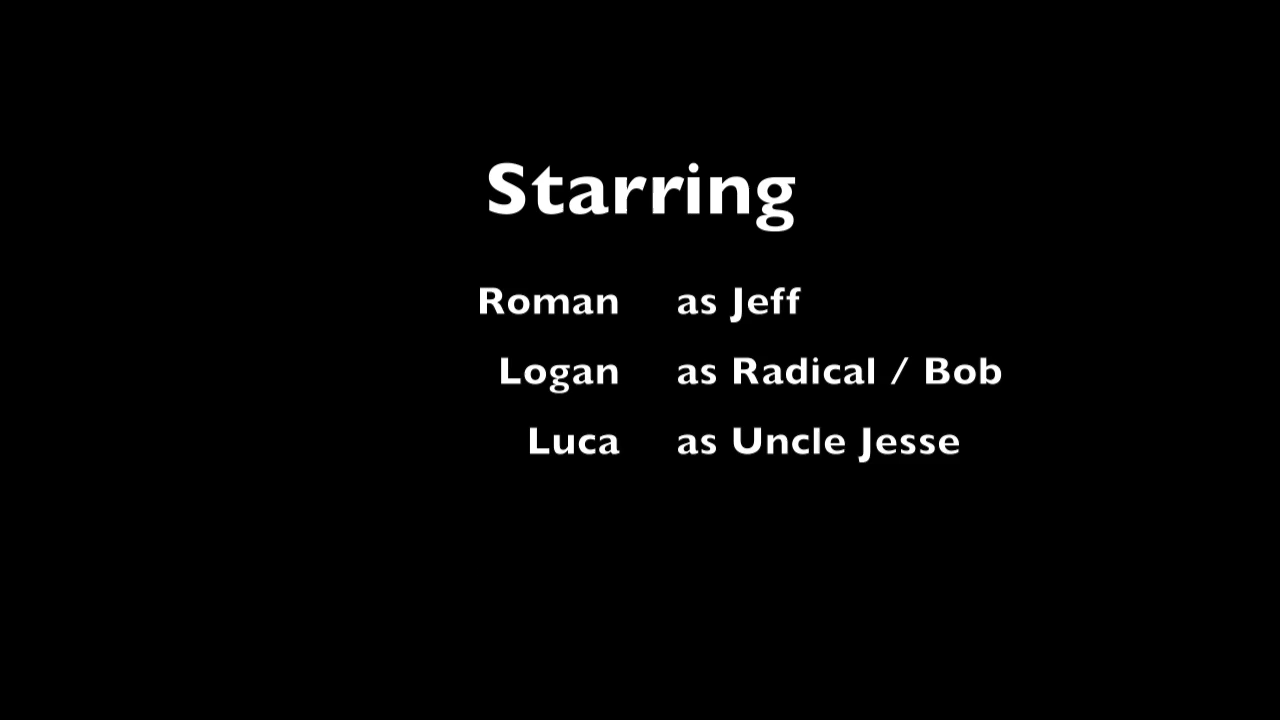 Starring
Roman as Jeff
Logan as Radical / Bob
Luca as Uncle Jesse